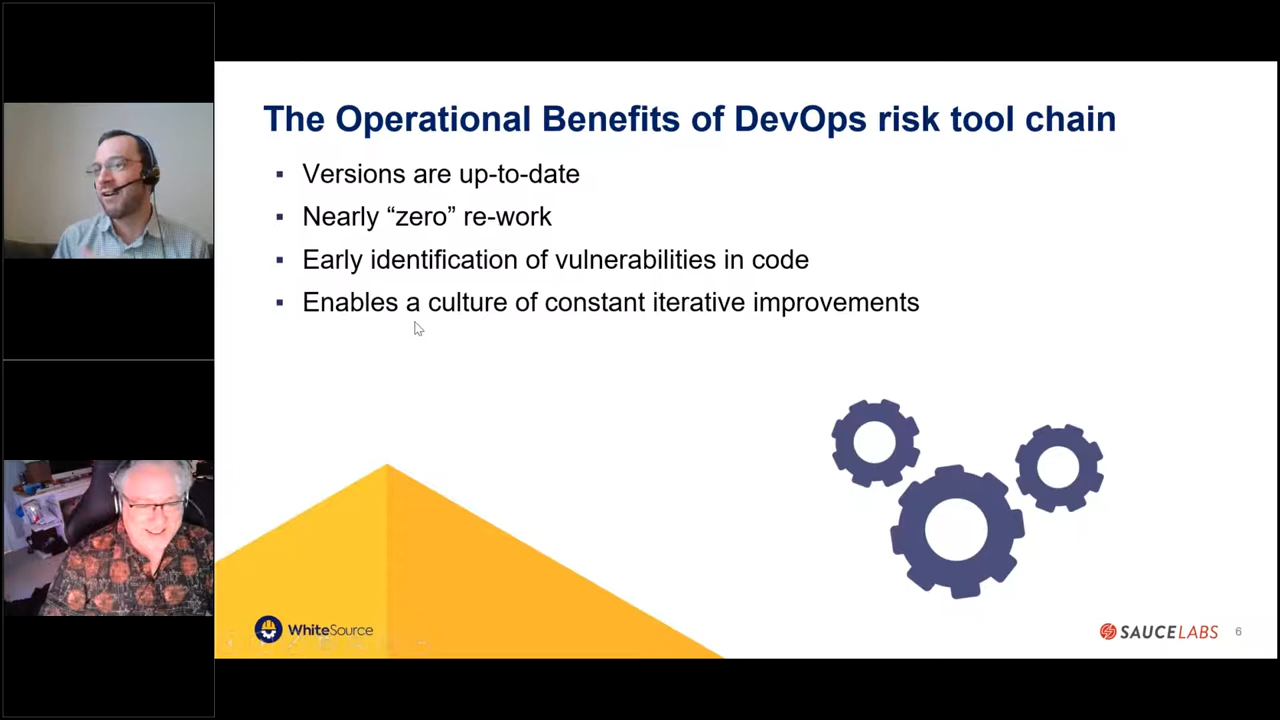 The Operational Benefits of DevOps risk tool chain
▪ Versions are up-to-date
▪ Nearly “zero” re-work
▪ Early identification of vulnerabilities in code
▪ Enables a culture of constant iterative improvements
WhiteSource
SAUCELABS 6